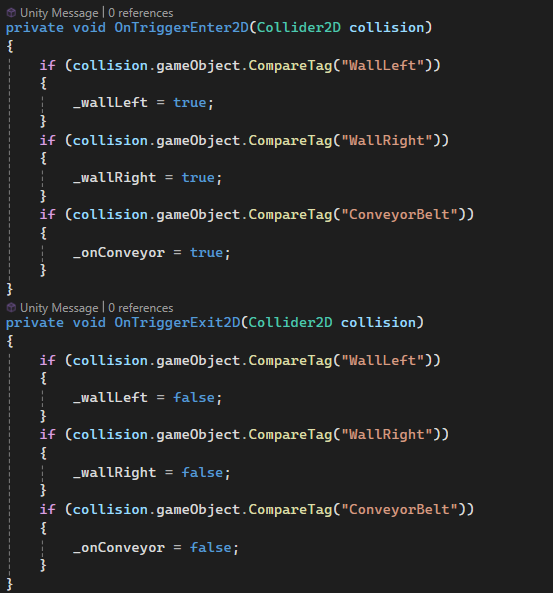 Unity Message | 0 references
private void OnTriggerEnter2D(Collider2D collision)
{
    if (collision.gameObject.CompareTag("WallLeft"))
    {
        _wallLeft = true;
    }
    if (collision.gameObject.CompareTag("WallRight"))
    {
        _wallRight = true;
    }
    if (collision.gameObject.CompareTag("ConveyorBelt"))
    {
        _onConveyor = true;
    }
}
Unity Message | 0 references
private void OnTriggerExit2D(Collider2D collision)
{
    if (collision.gameObject.CompareTag("WallLeft"))
    {
        _wallLeft = false;
    }
    if (collision.gameObject.CompareTag("WallRight"))
    {
        _wallRight = false;
    }
    if (collision.gameObject.CompareTag("ConveyorBelt"))
    {
        _onConveyor = false;
    }
}